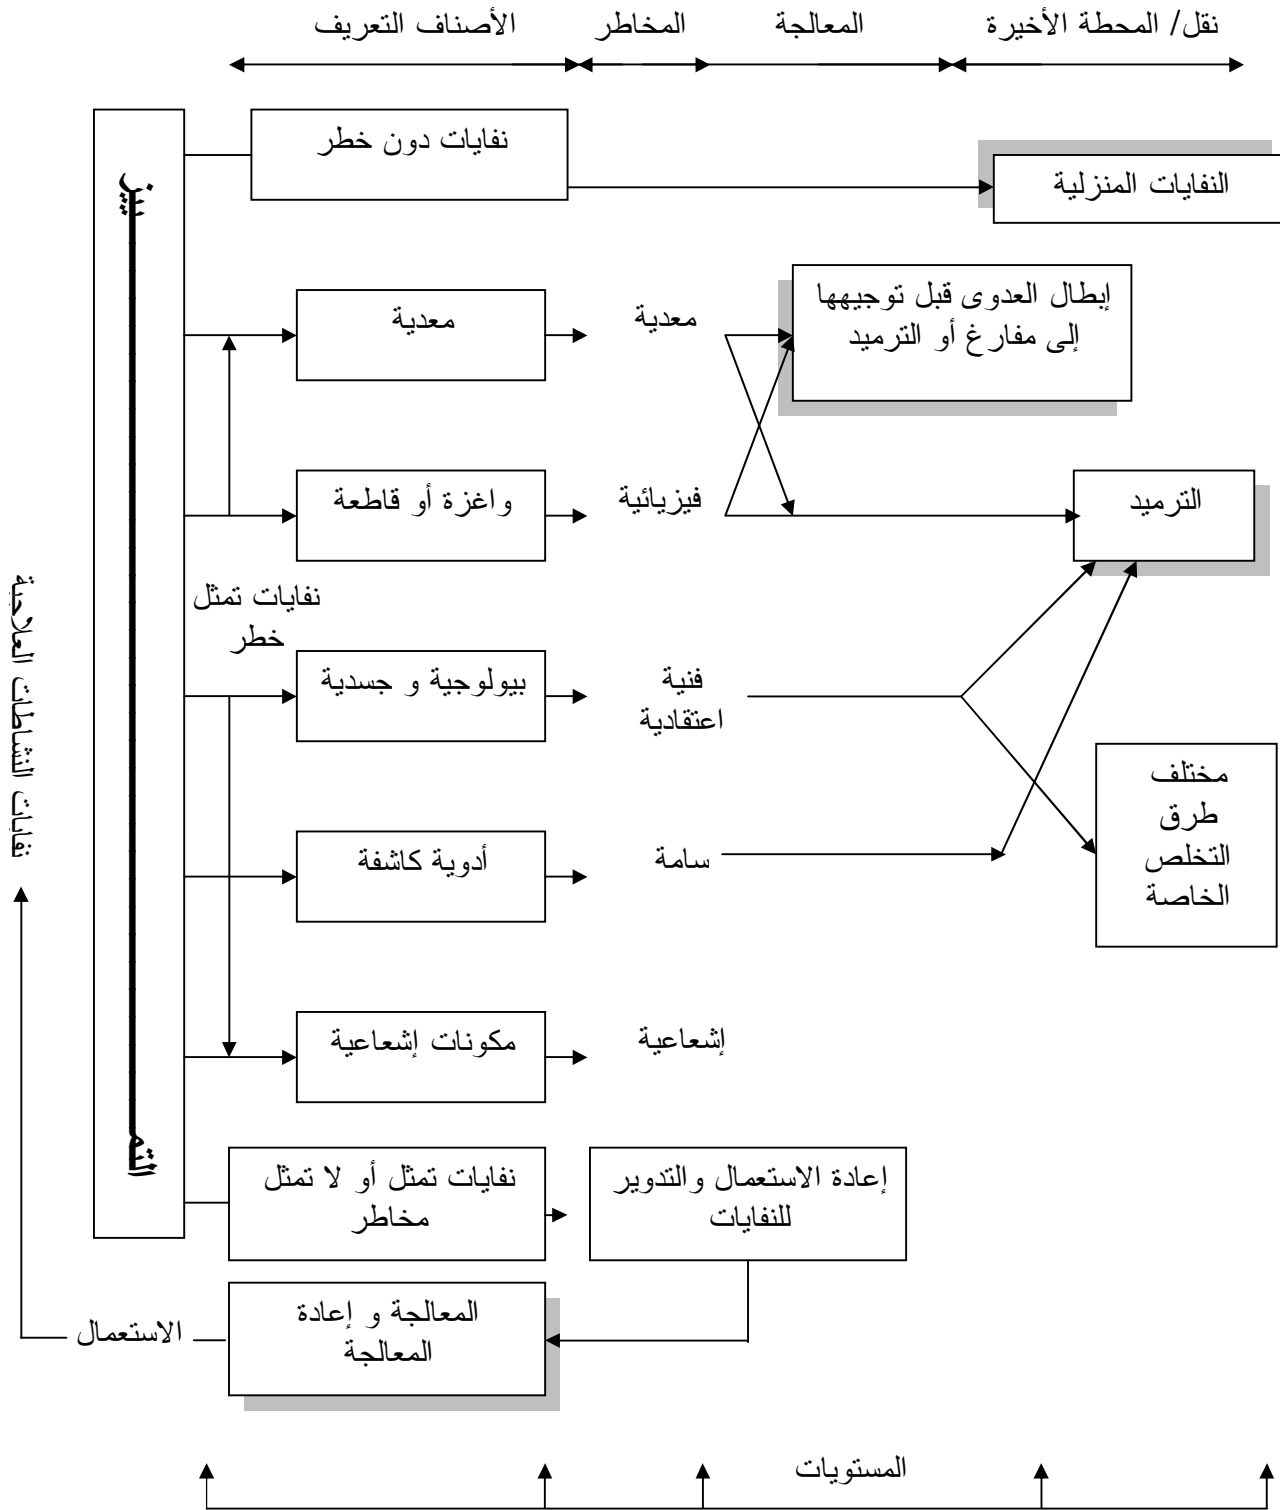 الأصناف التعريف
المخاطر
المعالجة
نقل/ المحطة الأخيرة
نفايات دون خطر
النفايات المنزلية
التمـــــــييز
معدية
معدية
إبطال العدوى قبل توجيهها
إلى مفارغ أو الترميد
واغزة أو قاطعة
فيزيائية
الترميد
نفايات تمثل
خطر
بيولوجية و جسدية
فنية
اعتقادية
مختلف
طرق
التخلص
الخاصة
أدوية كاشفة
سامة
مكونات إشعاعية
إشعاعية
نفايات النشاطات العلاجية
نفايات تمثل أو لا تمثل
مخاطر
إعادة الاستعمال والتدوير
للنفايات
المعالجة و إعادة
المعالجة
الاستعمال
المستويات